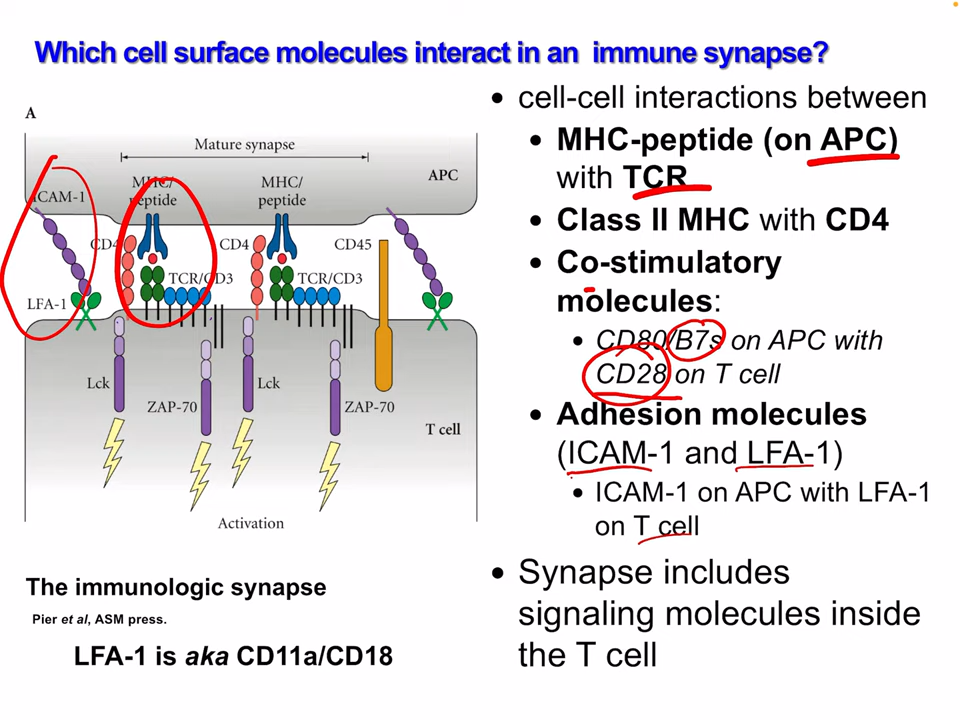 Which cell surface molecules interact in an immune synapse?
A
Mature synapse
APC
MHC/
peptide
MHC/
peptide
ICAM-1
CD4
CD4
CD45
TCR/CD3
TCR/CD3
LFA-1
Lck
Lck
ZAP-70
ZAP-70
T cell
Activation
The immunologic synapse
Pier et al, ASM press.
LFA-1 is aka CD11a/CD18
• cell-cell interactions between
• MHC-peptide (on APC)
with TCR
• Class II MHC with CD4
• Co-stimulatory
molecules:
• CD80/B7s on APC with
CD28 on T cell
• Adhesion molecules
(ICAM-1 and LFA-1)
• ICAM-1 on APC with LFA-1
on T cell
• Synapse includes
signaling molecules inside
the T cell